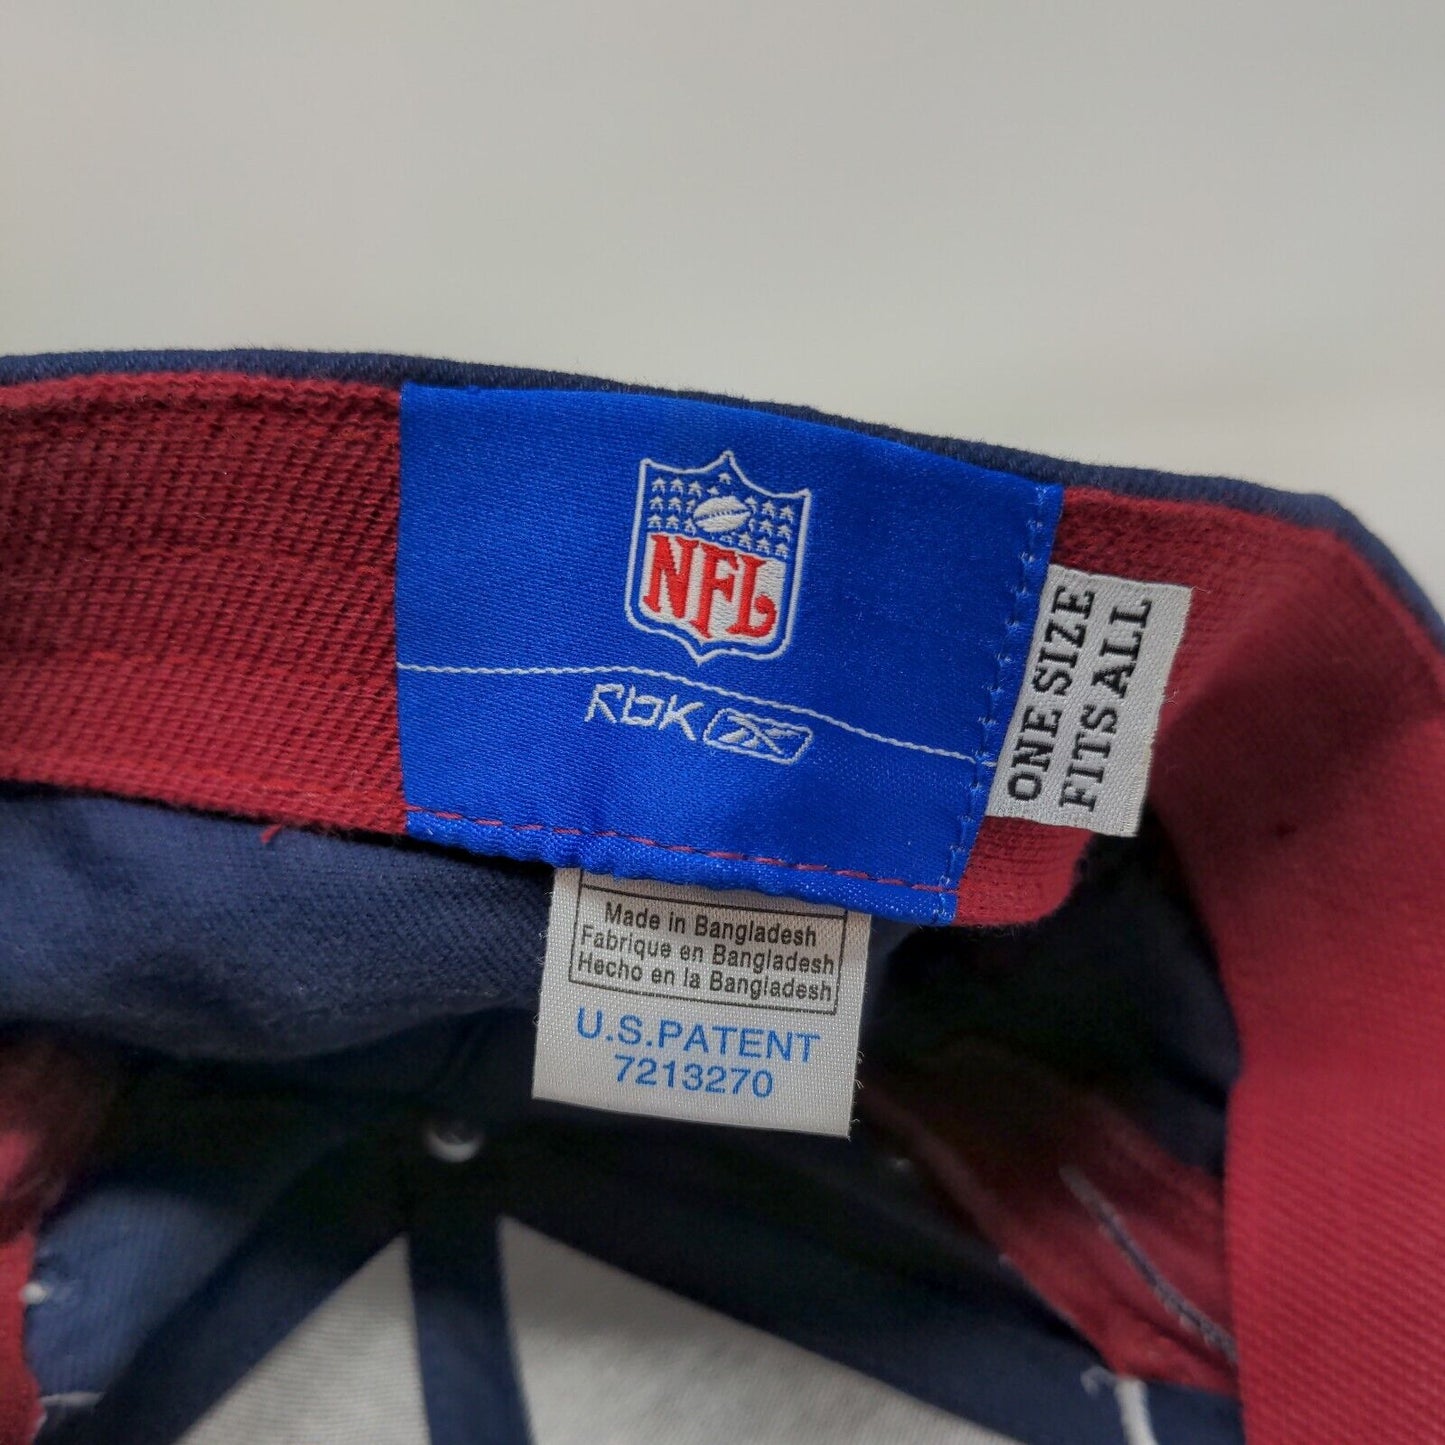 NFL
RbK
ONE SIZE
FITS ALL
Made in Bangladesh
Fabrique en Bangladesh
Hecho en la Bangladesh
U.S.PATENT
7213270